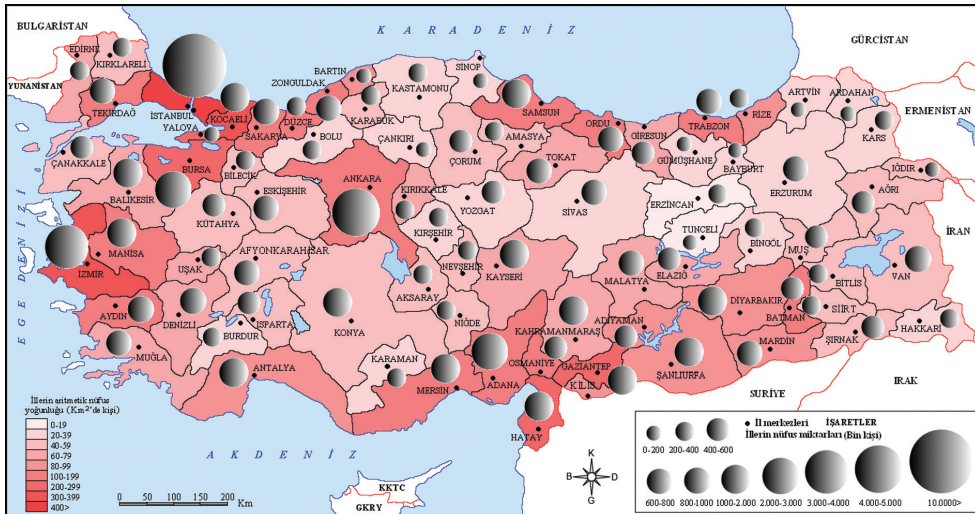 BULGARİSTAN
K A R A D E N İ Z
GÜRCİSTAN
EDİRNE
KIRKLARELİ
YUNANİSTAN
TEKİRDAĞ
İSTANBUL
YALOVA
KOCAELİ
SAKARYA
DÜZCE
ZONGULDAK
BARTIN
KARABÜK
BOLU
KASTAMONU
SİNOP
SAMSUN
ORDU
GİRESUN
TRABZON
RİZE
ARTVİN
ARDAHAN
ERMENİSTAN
KARS
ÇANAKKALE
BURSA
BİLECİK
ÇANKIRI
ÇORUM
AMASYA
TOKAT
GÜMÜŞHANE
BAYBURT
ERZURUM
IĞDIR
AĞRI
BALIKESİR
KÜTAHYA
ESKİŞEHİR
ANKARA
KIRIKKALE
YOZGAT
SİVAS
ERZİNCAN
TUNCELİ
BİNGÖL
MUŞ
İRAN
VAN
E G E D E N İ Z İ
MANİSA
İZMİR
UŞAK
AFYONKARAHİSAR
KIRŞEHİR
NEVŞEHİR
KAYSERİ
MALATYA
ELAZIĞ
DİYARBAKIR
BATMAN
BİTLİS
SİİRT
AYDIN
DENİZLİ
BURDUR
ISPARTA
KONYA
AKSARAY
NİĞDE
KAHRAMANMARAŞ
ADIYAMAN
MARDİN
ŞIRNAK
HAKKARİ
MUĞLA
ANTALYA
KARAMAN
MERSİN
ADANA
OSMANİYE
GAZİANTEP
KİLİS
ŞANLIURFA
SURİYE
IRAK
HATAY
A K D E N İ Z
KKTC
GKRY
K
B
D
G
İllerin aritmetik nüfus
yoğunluğu (Km²'de kişi)
0-19
20-39
40-59
60-79
80-99
100-199
200-299
300-399
400>
0 50 100 150 200
Km
İl merkezleri İŞARETLER
İllerin nüfus miktarları (Bin kişi)
0-200 200-400 400-600
600-800 800-1000 1000-2.000 2.000-3.000 3.000-4.000 4.000-5.000 10.000>